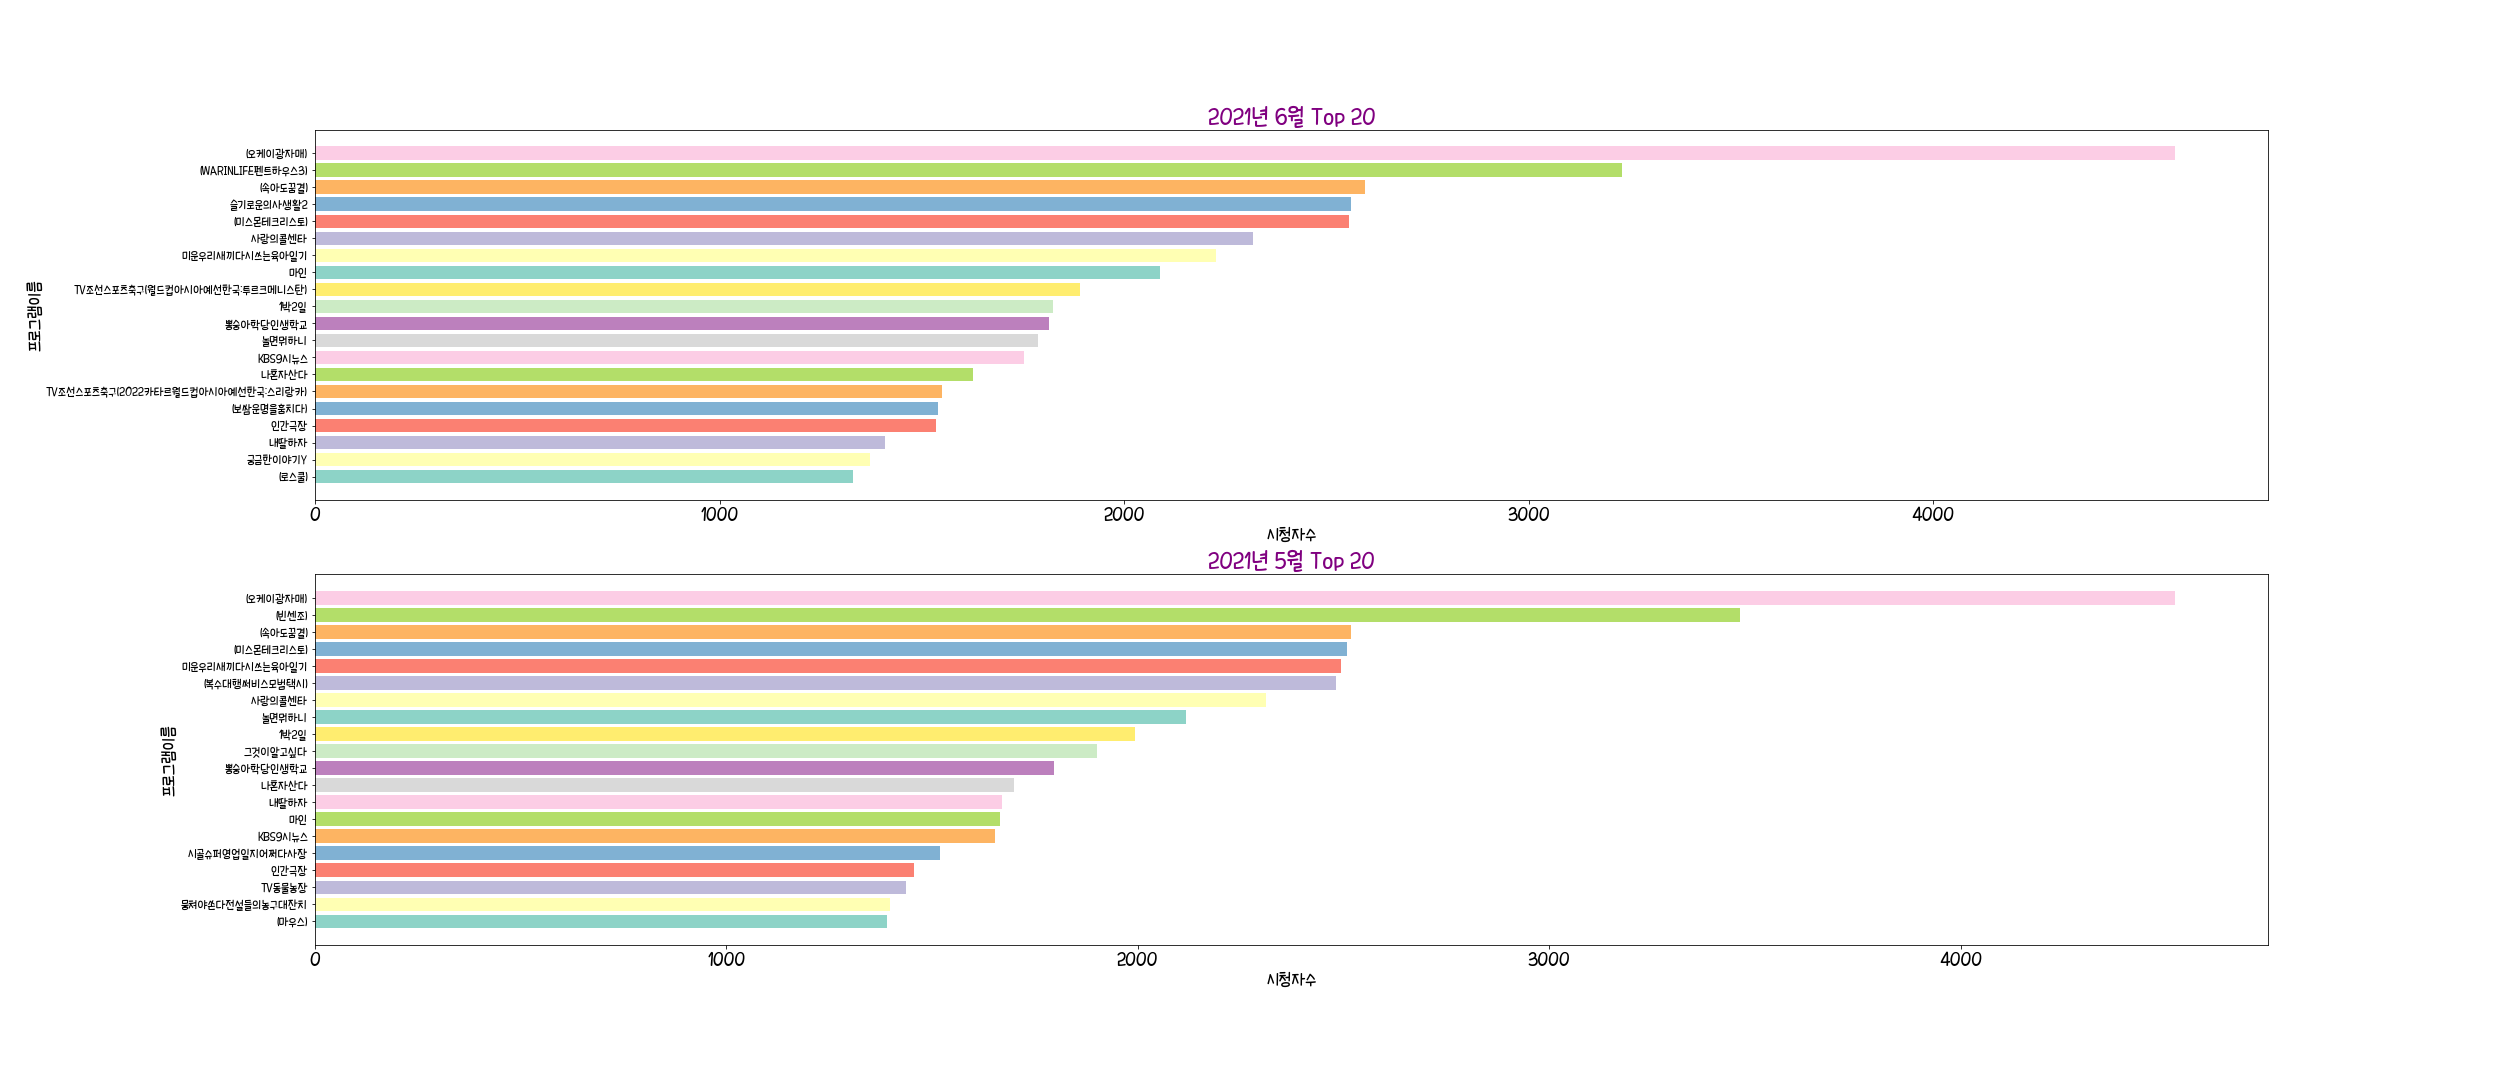 2021년 6월 Top 20
프로그램이름
(오케이광자매)
(WARINLIFE펜트하우스3)
(속아도꿈결)
슬기로운의사생활2
(미스몬테크리스토)
사랑의콜센타
미운우리새끼다시쓰는육아일기
마인
TV조선스포츠축구(월드컵아시아예선한국:투르크메니스탄)
1박2일
뽕숭아학당인생학교
놀면뭐하니
KBS9시뉴스
나혼자산다
TV조선스포츠축구(2022카타르월드컵아시아예선한국:스리랑카)
(보쌈운명을훔치다)
인간극장
내딸하자
궁금한이야기Y
(로스쿨)
0 1000 2000 3000 4000
시청자수
2021년 5월 Top 20
프로그램이름
(오케이광자매)
(빈센조)
(속아도꿈결)
(미스몬테크리스토)
미운우리새끼다시쓰는육아일기
(복수대행써비스모범택시)
사랑의콜센타
놀면뭐하니
1박2일
그것이알고싶다
뽕숭아학당인생학교
나혼자산다
내딸하자
마인
KBS9시뉴스
시골슈퍼영업일지어쩌다사장
인간극장
TV동물농장
뭉쳐야쏜다전설들의농구대잔치
(마우스)
0 1000 2000 3000 4000
시청자수